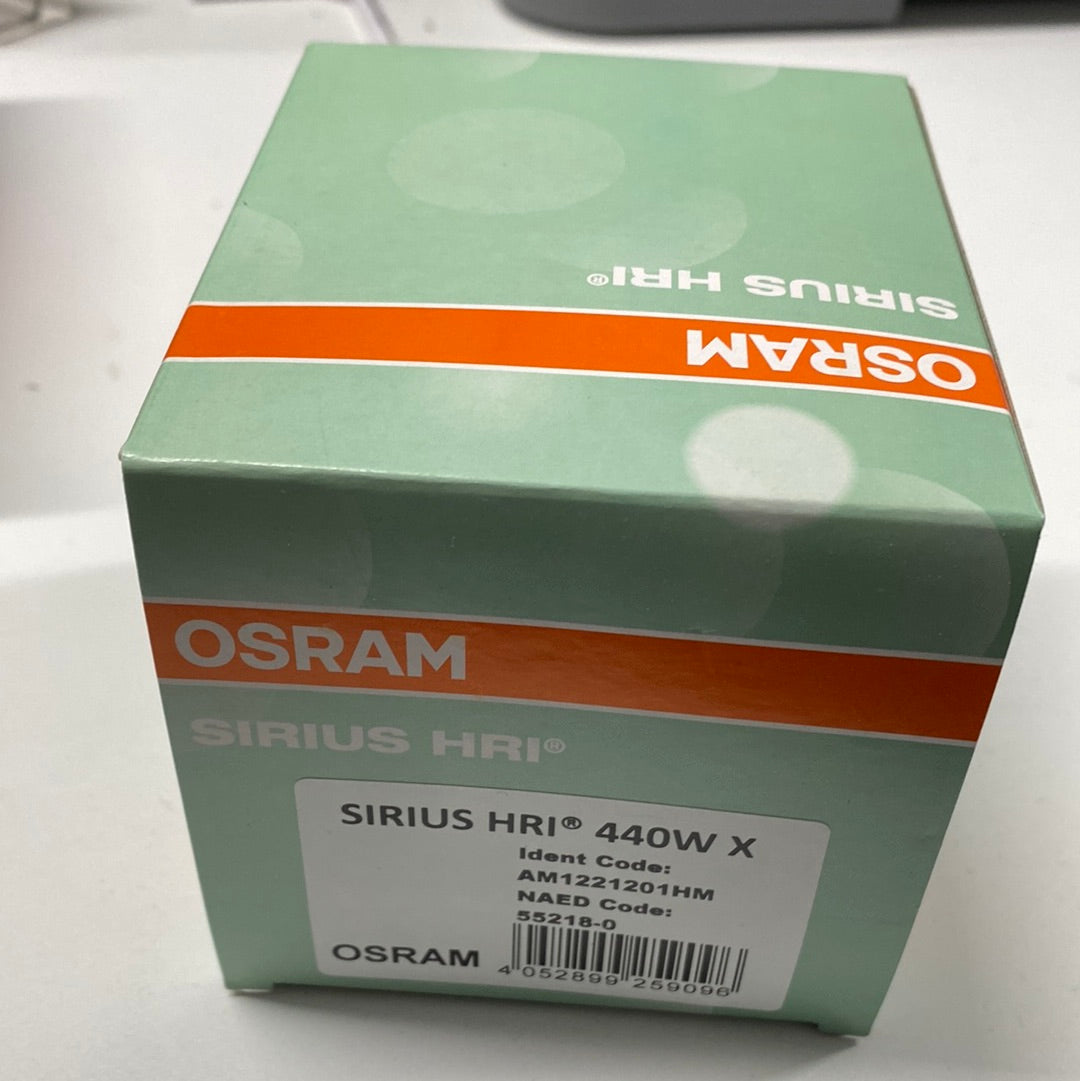 SIRIUS HRI®
OSRAM
OSRAM
SIRIUS HRI®
SIRIUS HRI® 440W X
Ident Code:
AM1221201HM
NAED Code:
55218-0
OSRAM
4 052899 259096